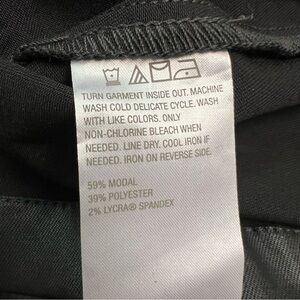 TURN GARMENT INSIDE OUT. MACHINE
WASH COLD DELICATE CYCLE. WASH
WITH LIKE COLORS. ONLY
NON-CHLORINE BLEACH WHEN
NEEDED. LINE DRY. COOL IRON IF
NEEDED. IRON ON REVERSE SIDE.
59% MODAL
39% POLYESTER
2% LYCRA® SPANDEX